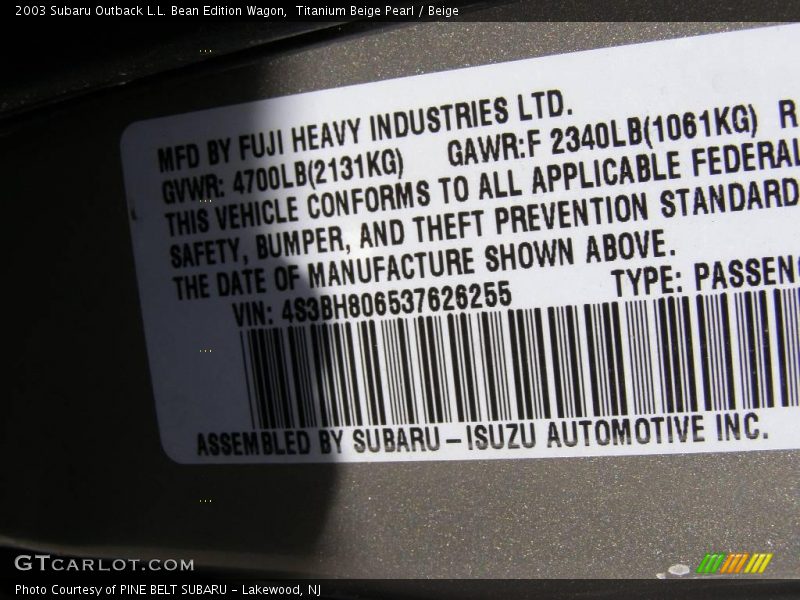 2003 Subaru Outback L.L. Bean Edition Wagon,  Titanium Beige Pearl / Beige
MFD BY FUJI HEAVY INDUSTRIES LTD.
GVWR: 4700LB(2131KG) GAWR:F 2340LB(1061KG) R
THIS VEHICLE CONFORMS TO ALL APPLICABLE FEDERAL
SAFETY, BUMPER, AND THEFT PREVENTION STANDARD
THE DATE OF MANUFACTURE SHOWN ABOVE.
VIN: 4S3BH806537626255 TYPE: PASSEN
ASSEMBLED BY SUBARU-ISUZU AUTOMOTIVE INC.
GTCARLOT.COM
Photo Courtesy of PINE BELT SUBARU - Lakewood, NJ